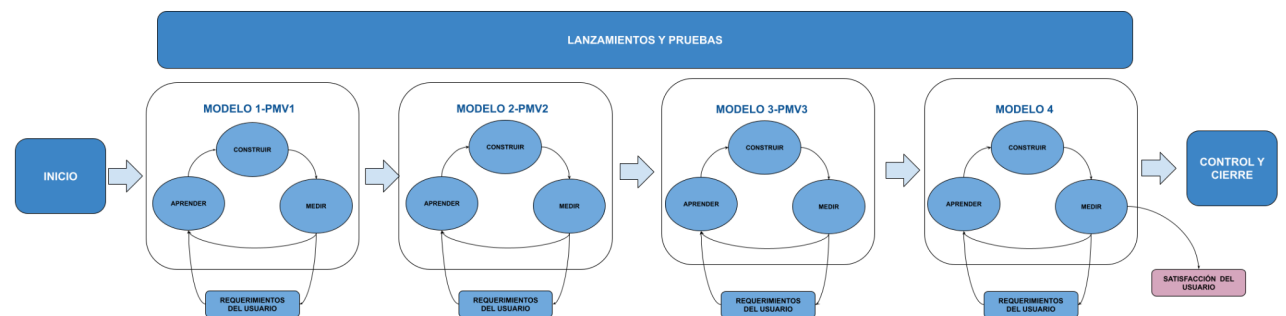 LANZAMIENTOS Y PRUEBAS
INICIO
MODELO 1-PMV1
CONSTRUIR
APRENDER
MEDIR
REQUERIMIENTOS
DEL USUARIO
MODELO 2-PMV2
CONSTRUIR
APRENDER
MEDIR
REQUERIMIENTOS
DEL USUARIO
MODELO 3-PMV3
CONSTRUIR
APRENDER
MEDIR
REQUERIMIENTOS
DEL USUARIO
MODELO 4
CONSTRUIR
APRENDER
MEDIR
REQUERIMIENTOS
DEL USUARIO
CONTROL Y
CIERRE
SATISFACCIÓN DEL
USUARIO